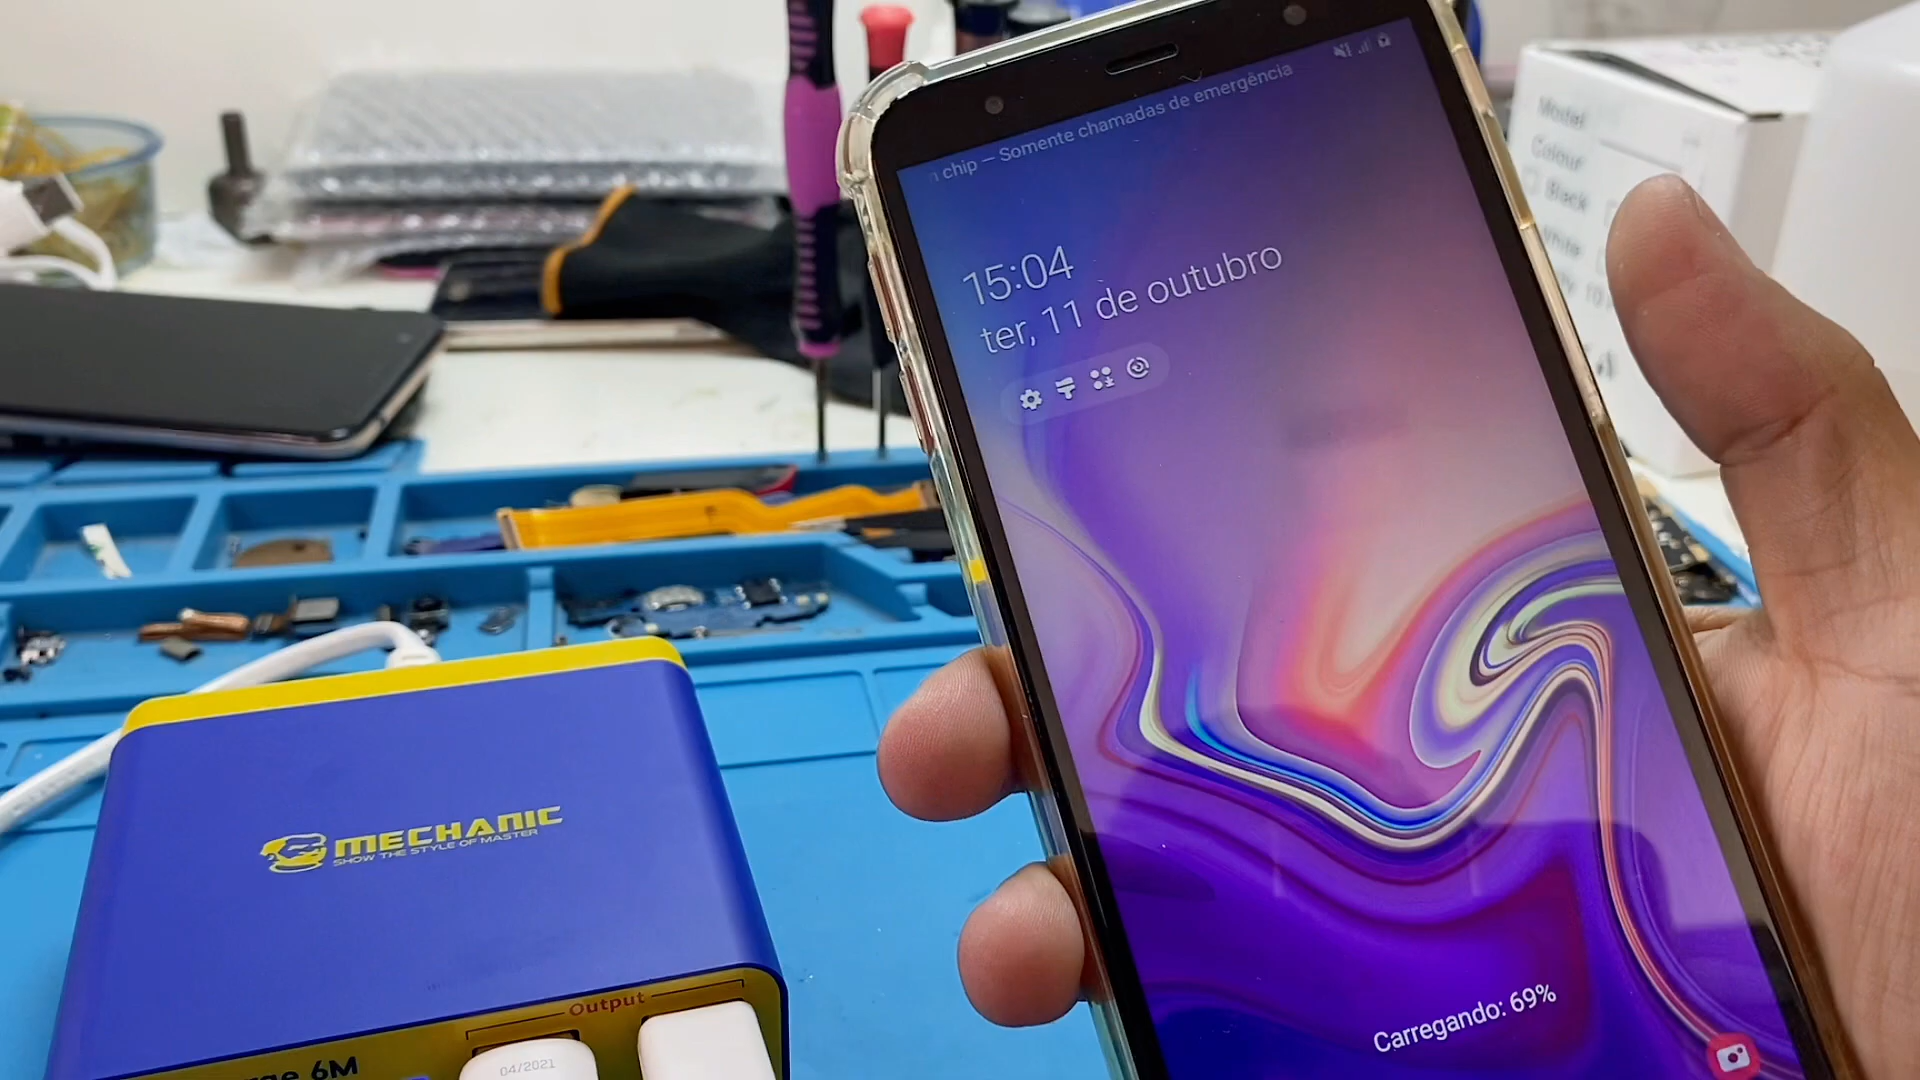 chip – Somente chamadas de emergência
15:04
ter, 11 de outubro
Carregando: 69%
MECHANIC
SHOW THE STYLE OF MASTER
Output
6M
04/2021
Model
Colour
Black